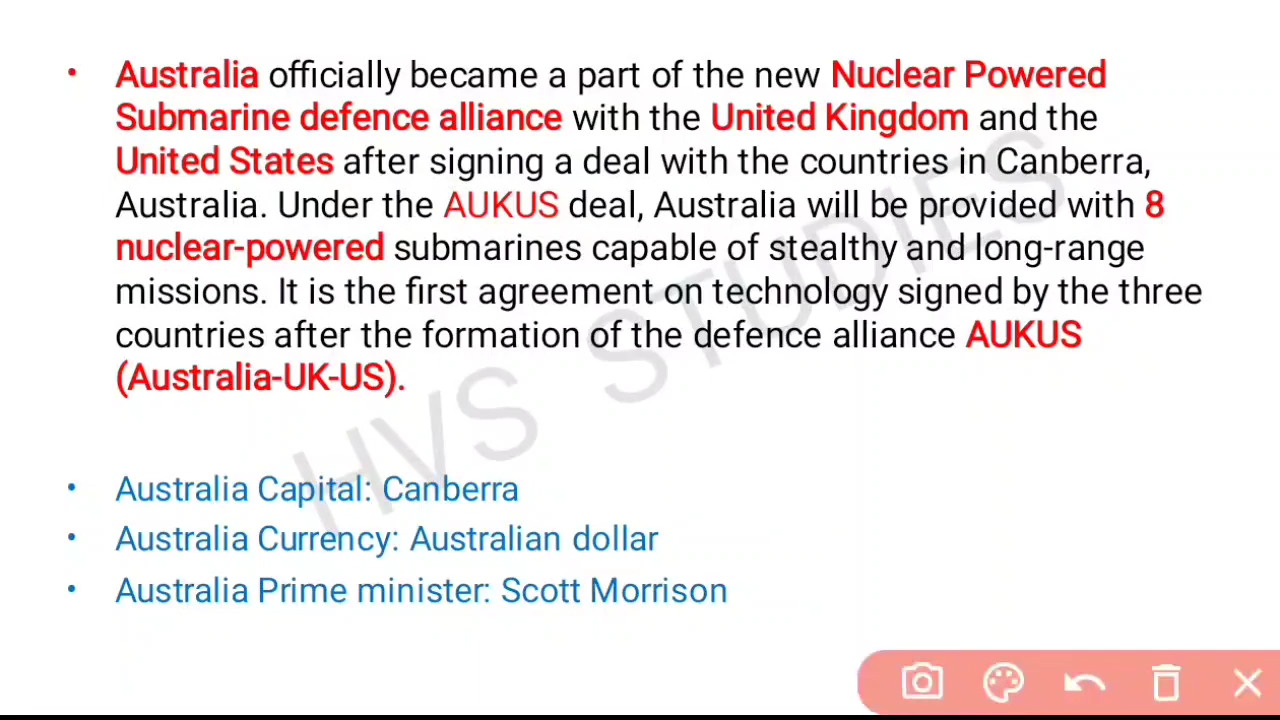 • Australia officially became a part of the new Nuclear Powered
Submarine defence alliance with the United Kingdom and the
United States after signing a deal with the countries in Canberra,
Australia. Under the AUKUS deal, Australia will be provided with 8
nuclear-powered submarines capable of stealthy and long-range
missions. It is the first agreement on technology signed by the three
countries after the formation of the defence alliance AUKUS
(Australia-UK-US).
HVS STUDIES
• Australia Capital: Canberra
• Australia Currency: Australian dollar
• Australia Prime minister: Scott Morrison